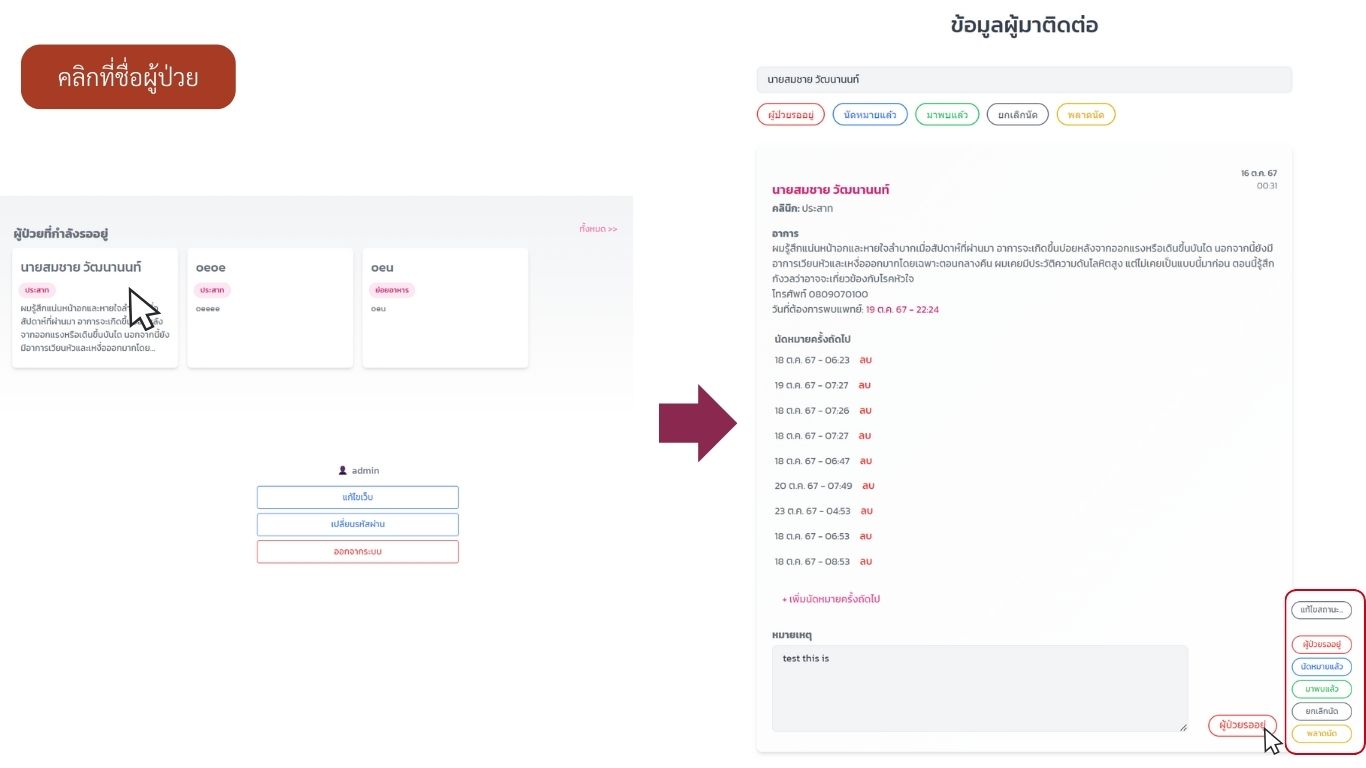 คลิกที่ชื่อผู้ป่วย
ผู้ป่วยที่กำลังรออยู่
ทั้งหมด >>
นายสมชาย วัฒนานนท์
ประสาท
ผมรู้สึกแน่นหน้าอกและหายใจลำ
สัปดาห์ที่ผ่านมา อาการจะเกิดขึ้น
จากออกแรงหรือเดินขึ้นบันได นอกจากนี้ยัง
มีอาการเวียนหัวและเหงื่อออกมากโดย...
oeoe
ประสาท
oeeee
oeu
ย่อยอาหาร
oeu
admin
แก้ไขเว็บ
เปลี่ยนรหัสผ่าน
ออกจากระบบ
ข้อมูลผู้มาติดต่อ
นายสมชาย วัฒนานนท์
ผู้ป่วยรออยู่ นัดหมายแล้ว มาพบแล้ว ยกเลิกนัด พลาดนัด
16 ต.ค. 67
00:31
นายสมชาย วัฒนานนท์
คลินิก: ประสาท
อาการ
ผมรู้สึกแน่นหน้าอกและหายใจลำบากเมื่อสัปดาห์ที่ผ่านมา อาการจะเกิดขึ้นบ่อยหลังจากออกแรงหรือเดินขึ้นบันได นอกจากนี้ยังมี
อาการเวียนหัวและเหงื่อออกมากโดยเฉพาะตอนกลางคืน ผมเคยมีประวัติความดันโลหิตสูง แต่ไม่เคยเป็นแบบนี้มาก่อน ตอนนี้รู้สึก
กังวลว่าอาจจะเกี่ยวข้องกับโรคหัวใจ
โทรศัพท์ 0809070100
วันที่ต้องการพบแพทย์: 19 ต.ค. 67 - 22:24
นัดหมายครั้งถัดไป
18 ต.ค. 67 - 06:23 ลบ
19 ต.ค. 67 - 07:27 ลบ
18 ต.ค. 67 - 07:26 ลบ
18 ต.ค. 67 - 07:27 ลบ
18 ต.ค. 67 - 06:47 ลบ
20 ต.ค. 67 - 07:49 ลบ
23 ต.ค. 67 - 04:53 ลบ
18 ต.ค. 67 - 06:53 ลบ
18 ต.ค. 67 - 08:53 ลบ
+ เพิ่มนัดหมายครั้งถัดไป
หมายเหตุ
test this is
ผู้ป่วยรออยู่
แก้ไขสถานะ...
ผู้ป่วยรออยู่
นัดหมายแล้ว
มาพบแล้ว
ยกเลิกนัด
พลาดนัด